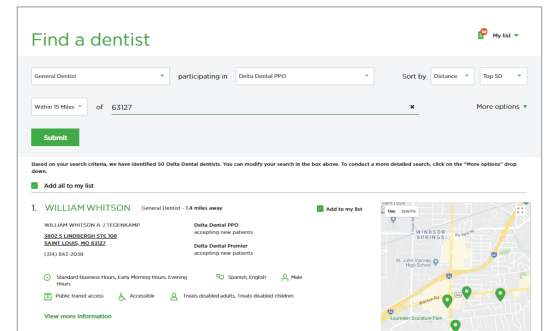 Find a dentist
My list
General Dentist participating in Delta Dental PPO Sort by Distance Top 50
Within 15 Miles of 63127 × More options
Submit
Based on your search criteria, we have identified 50 Delta Dental dentists. You can modify your search in the box above. To conduct a more detailed search, click on the "More options" drop
down.
Add all to my list
1. WILLIAM WHITSON General Dentist - 1.4 miles away Add to my list
WILLIAM WHITSON A J TEGENKAMP
3802 S LINDBERGH STE 108
SAINT LOUIS, MO 63127
(314) 842-2038
Delta Dental PPO
accepting new patients
Delta Dental Premier
accepting new patients
Standard Business Hours, Early Morning Hours, Evening
Hours
Spanish, English
Male
Public transit access
Accessible
Treats disabled adults, Treats disabled children
View more information
Map Satellite
WINDSOR
SPRINGS
St. John Vianney
High School
Watson Rd
Laumeier Sculpture Park